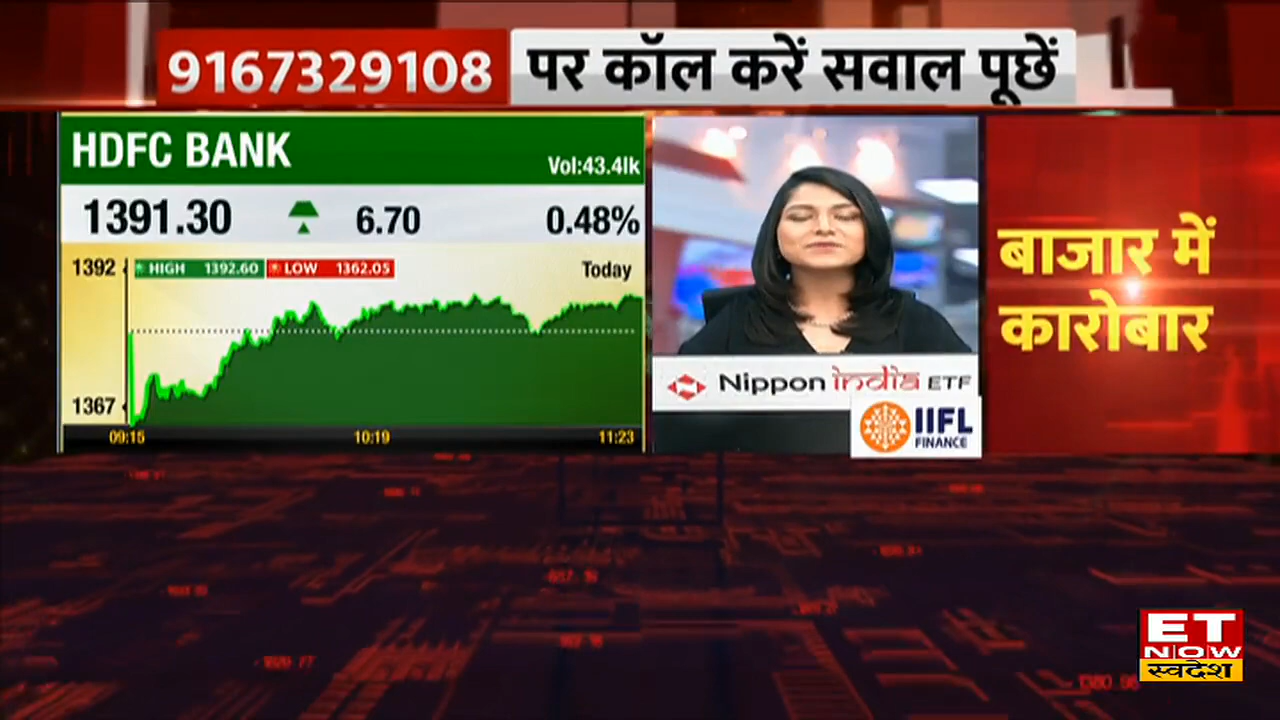 9167329108 पर कॉल करें सवाल पूछें
HDFC BANK
Vol:43.4lk
1391.30 6.70 0.48%
1392 HIGH 1392.60 LOW 1362.05 Today
1367
09:15 10:19 11:23
Nippon india ETF
IIFL
FINANCE
बाजार में
कारोबार
ET
NOW
स्वदेश